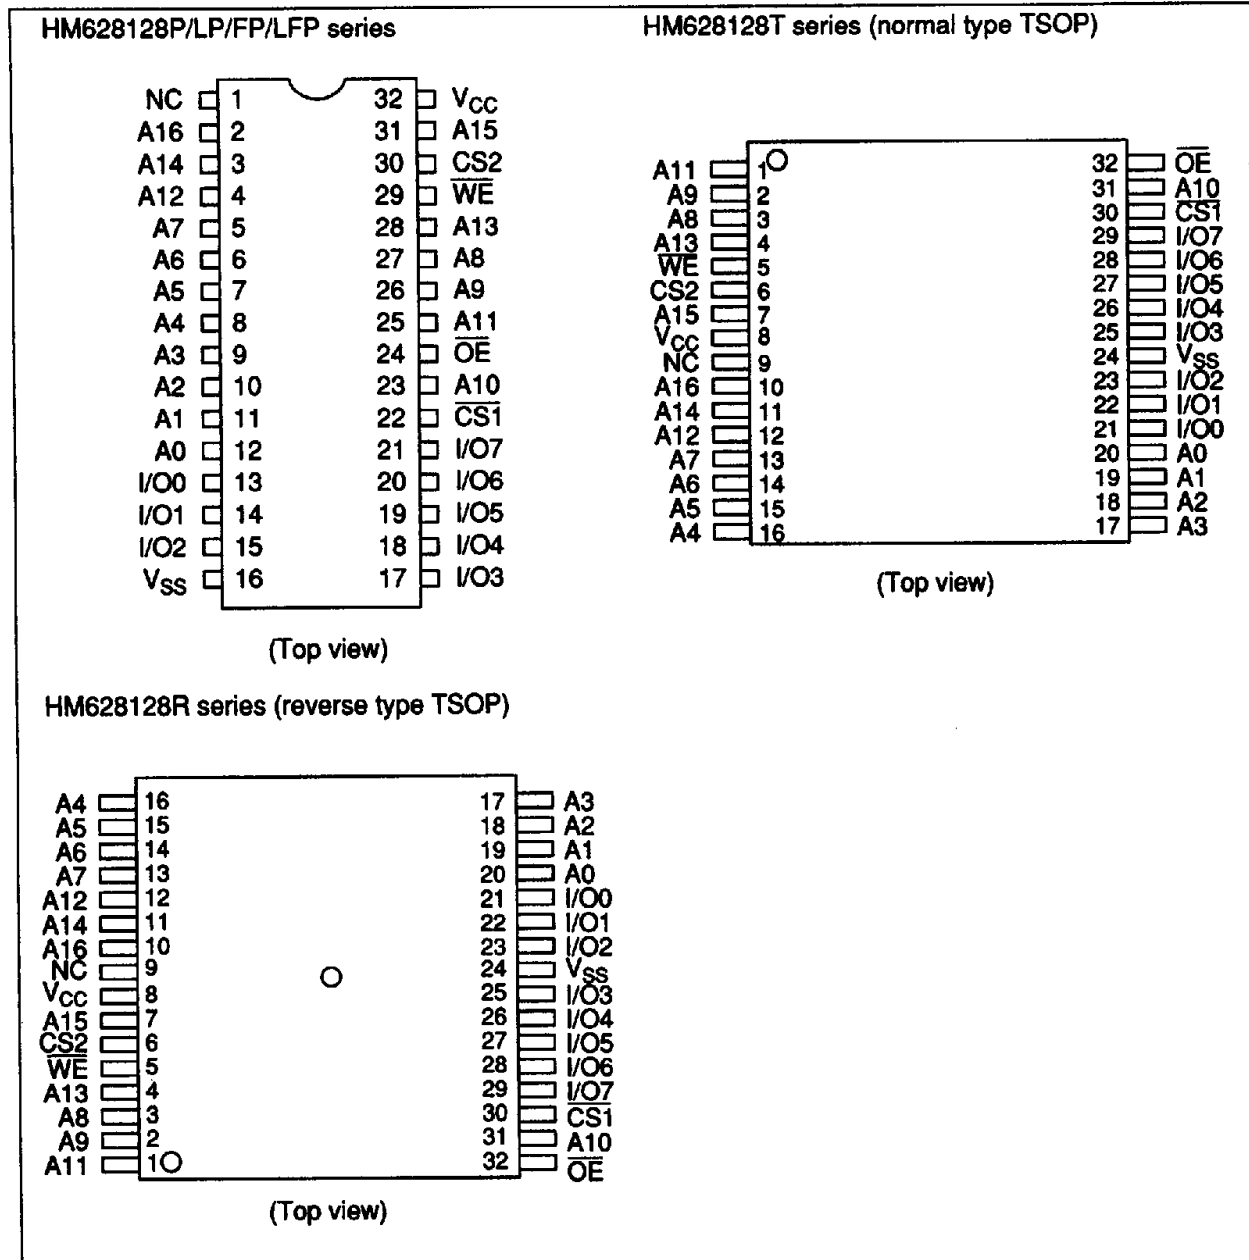 HM628128P/LP/FP/LFP series
NC 1 32 VCC
A16 2 31 A15
A14 3 30 CS2
A12 4 29 W̅E̅
A7 5 28 A13
A6 6 27 A8
A5 7 26 A9
A4 8 25 A11
A3 9 24 O̅E̅
A2 10 23 A10
A1 11 22 C̅S̅1̅
A0 12 21 I/O7
I/O0 13 20 I/O6
I/O1 14 19 I/O5
I/O2 15 18 I/O4
VSS 16 17 I/O3
(Top view)
HM628128T series (normal type TSOP)
A11 1 32 O̅E̅
A9 2 31 A10
A8 3 30 C̅S̅1̅
A13 4 29 I/O7
W̅E̅ 5 28 I/O6
CS2 6 27 I/O5
A15 7 26 I/O4
VCC 8 25 I/O3
NC 9 24 VSS
A16 10 23 I/O2
A14 11 22 I/O1
A12 12 21 I/O0
A7 13 20 A0
A6 14 19 A1
A5 15 18 A2
A4 16 17 A3
(Top view)
HM628128R series (reverse type TSOP)
A4 16 17 A3
A5 15 18 A2
A6 14 19 A1
A7 13 20 A0
A12 12 21 I/O0
A14 11 22 I/O1
A16 10 23 I/O2
NC 9 24 VSS
VCC 8 25 I/O3
A15 7 26 I/O4
CS2 6 27 I/O5
W̅E̅ 5 28 I/O6
A13 4 29 I/O7
A8 3 30 C̅S̅1̅
A9 2 31 A10
A11 1 32 O̅E̅
(Top view)